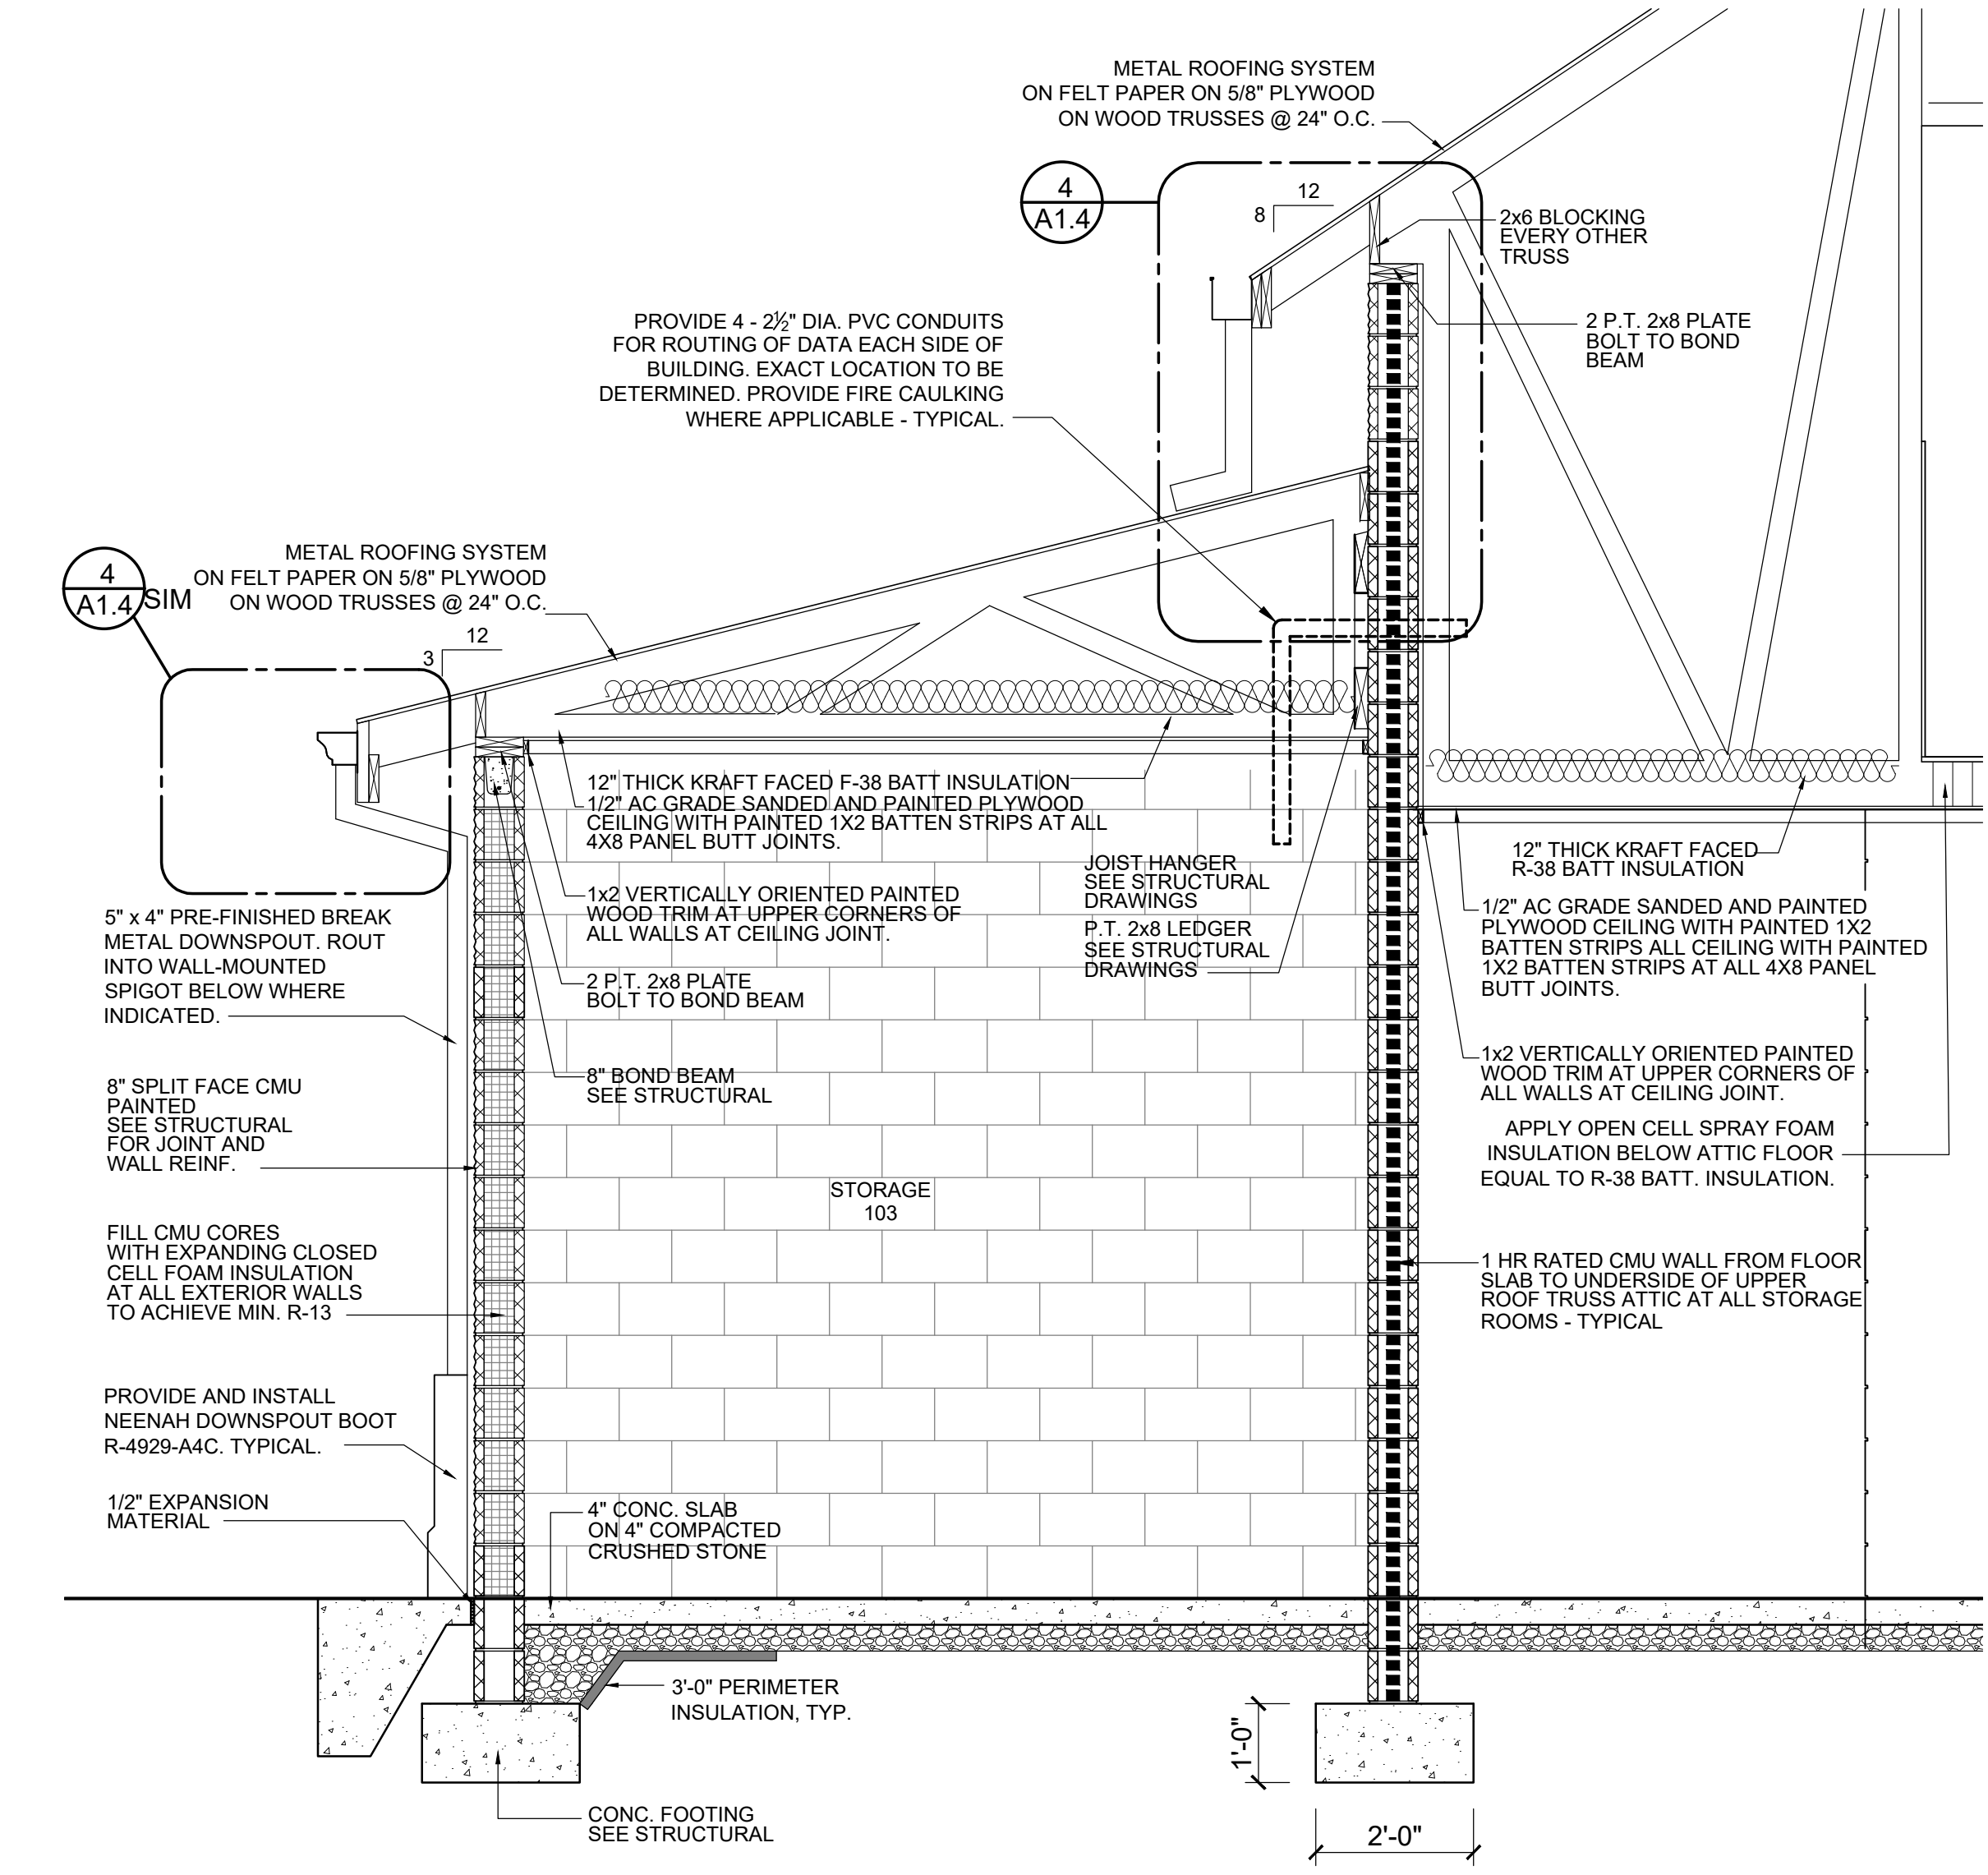 METAL ROOFING SYSTEM
ON FELT PAPER ON 5/8" PLYWOOD
ON WOOD TRUSSES @ 24" O.C.
4
A1.4
12
8
2x6 BLOCKING
EVERY OTHER
TRUSS
2 P.T. 2x8 PLATE
BOLT TO BOND
BEAM
PROVIDE 4 - 2½" DIA. PVC CONDUITS
FOR ROUTING OF DATA EACH SIDE OF
BUILDING. EXACT LOCATION TO BE
DETERMINED. PROVIDE FIRE CAULKING
WHERE APPLICABLE - TYPICAL.
4
A1.4
SIM
METAL ROOFING SYSTEM
ON FELT PAPER ON 5/8" PLYWOOD
ON WOOD TRUSSES @ 24" O.C.
12
3
12" THICK KRAFT FACED F-38 BATT INSULATION
1/2" AC GRADE SANDED AND PAINTED PLYWOOD
CEILING WITH PAINTED 1X2 BATTEN STRIPS AT ALL
4X8 PANEL BUTT JOINTS.
1x2 VERTICALLY ORIENTED PAINTED
WOOD TRIM AT UPPER CORNERS OF
ALL WALLS AT CEILING JOINT.
2 P.T. 2x8 PLATE
BOLT TO BOND BEAM
8" BOND BEAM
SEE STRUCTURAL
JOIST HANGER
SEE STRUCTURAL
DRAWINGS
P.T. 2x8 LEDGER
SEE STRUCTURAL
DRAWINGS
12" THICK KRAFT FACED
R-38 BATT INSULATION
1/2" AC GRADE SANDED AND PAINTED
PLYWOOD CEILING WITH PAINTED 1X2
BATTEN STRIPS ALL CEILING WITH PAINTED
1X2 BATTEN STRIPS AT ALL 4X8 PANEL
BUTT JOINTS.
1x2 VERTICALLY ORIENTED PAINTED
WOOD TRIM AT UPPER CORNERS OF
ALL WALLS AT CEILING JOINT.
APPLY OPEN CELL SPRAY FOAM
INSULATION BELOW ATTIC FLOOR
EQUAL TO R-38 BATT. INSULATION.
1 HR RATED CMU WALL FROM FLOOR
SLAB TO UNDERSIDE OF UPPER
ROOF TRUSS ATTIC AT ALL STORAGE
ROOMS - TYPICAL
5" x 4" PRE-FINISHED BREAK
METAL DOWNSPOUT. ROUT
INTO WALL-MOUNTED
SPIGOT BELOW WHERE
INDICATED.
8" SPLIT FACE CMU
PAINTED
SEE STRUCTURAL
FOR JOINT AND
WALL REINF.
FILL CMU CORES
WITH EXPANDING CLOSED
CELL FOAM INSULATION
AT ALL EXTERIOR WALLS
TO ACHIEVE MIN. R-13
PROVIDE AND INSTALL
NEENAH DOWNSPOUT BOOT
R-4929-A4C. TYPICAL.
1/2" EXPANSION
MATERIAL
STORAGE
103
4" CONC. SLAB
ON 4" COMPACTED
CRUSHED STONE
3'-0" PERIMETER
INSULATION, TYP.
CONC. FOOTING
SEE STRUCTURAL
1'-0"
2'-0"